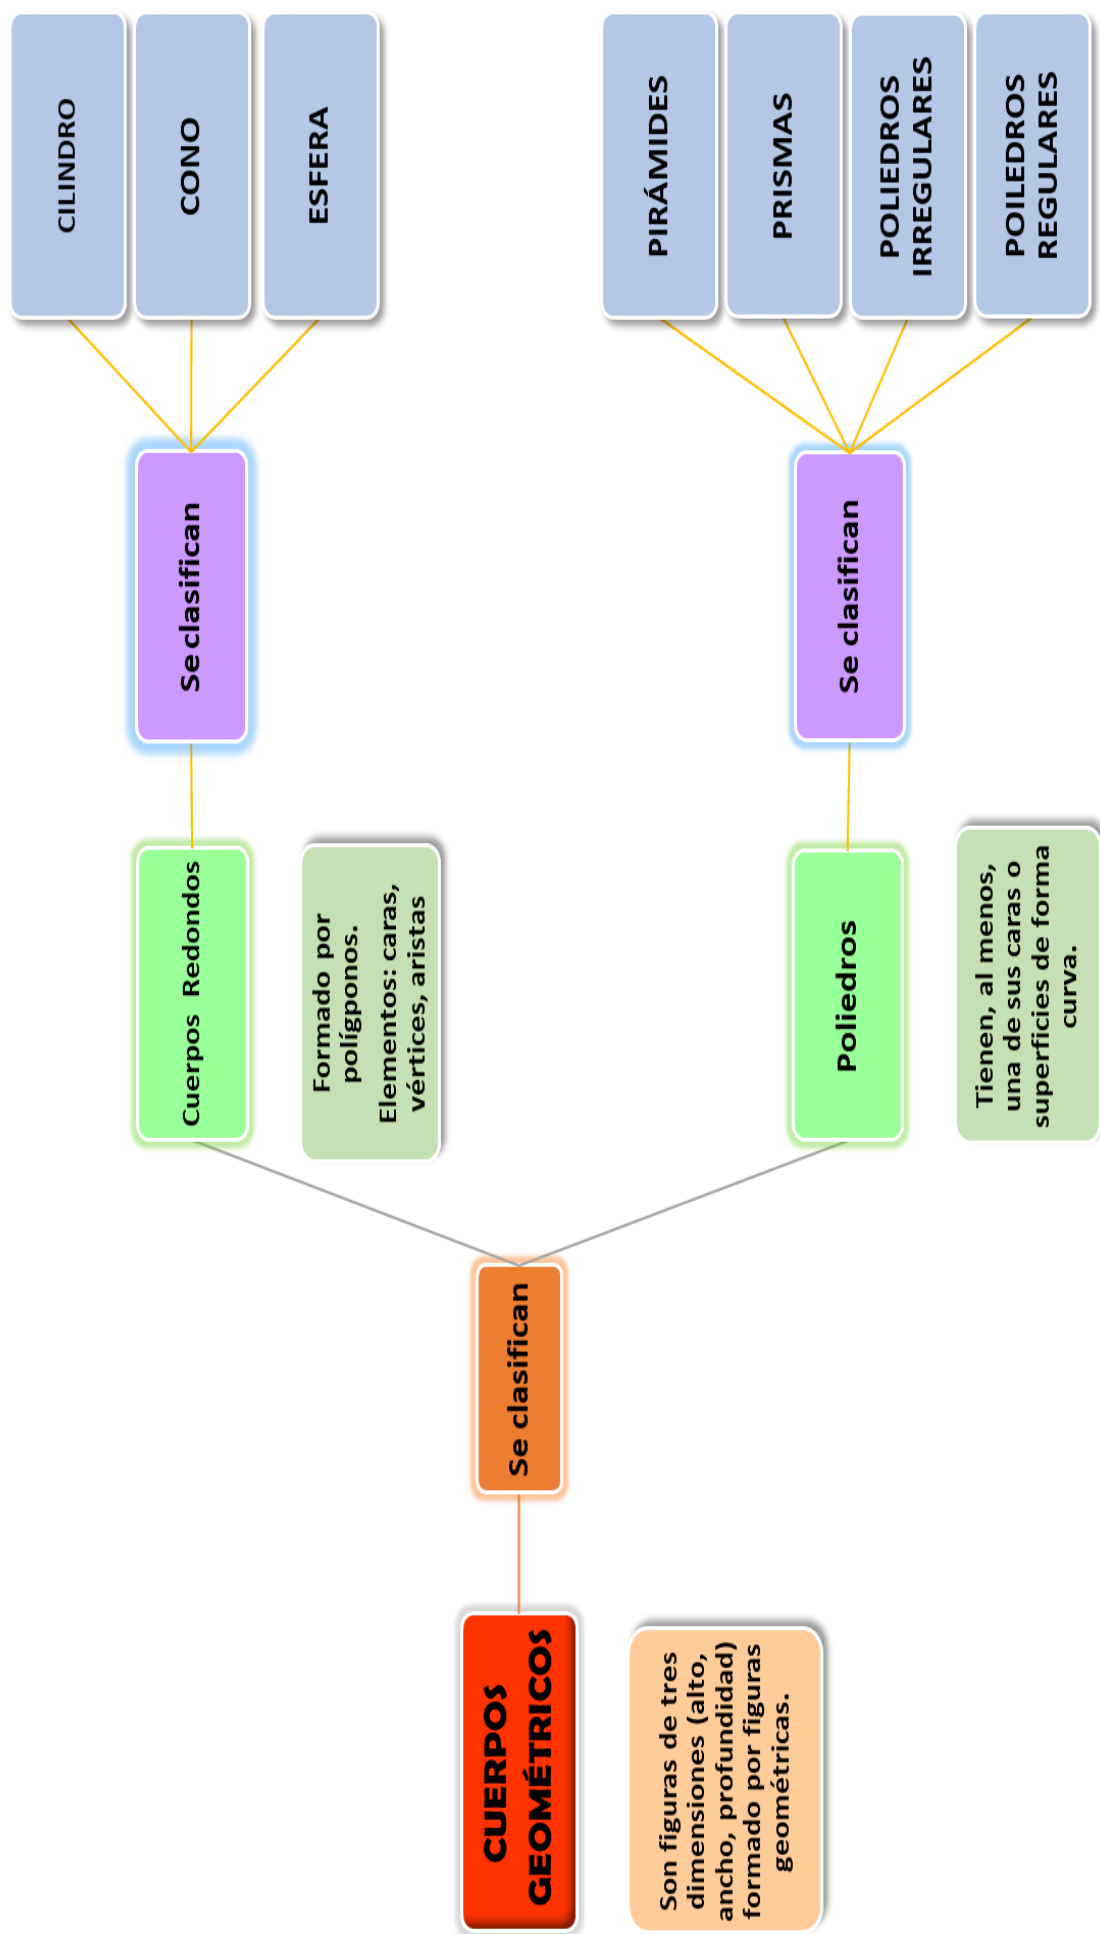 CUERPOS
GEOMÉTRICOS
Son figuras de tres
dimensiones (alto,
ancho, profundidad)
formado por figuras
geométricas.
Se clasifican
Cuerpos Redondos
Formado por
polígponos.
Elementos: caras,
vértices, aristas
Se clasifican
CILINDRO
CONO
ESFERA
Poliedros
Tienen, al menos,
una de sus caras o
superficies de forma
curva.
Se clasifican
PIRÁMIDES
PRISMAS
POLIEDROS
IRREGULARES
POILEDROS
REGULARES